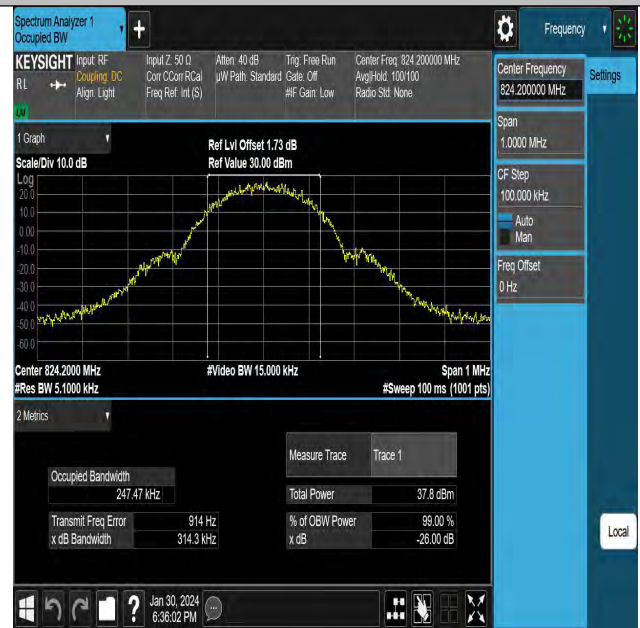 Spectrum Analyzer 1
Occupied BW
+
Frequency
KEYSIGHT
RL
Input: RF
Coupling: DC
Align: Light
Input Z: 50 Ω
Corr CCorr RCal
Freq Ref: Int (S)
Atten: 40 dB
µW Path: Standard
Trig: Free Run
Gate: Off
#IF Gain: Low
Center Freq: 824.200000 MHz
Avg|Hold: 100/100
Radio Std: None
Center Frequency
824.200000 MHz
Settings
Span
1.0000 MHz
CF Step
100.000 kHz
Auto
Man
Freq Offset
0 Hz
1 Graph
Scale/Div 10.0 dB
Ref Lvl Offset 1.73 dB
Ref Value 30.00 dBm
Log
20.0
10.0
0.00
-10.0
-20.0
-30.0
-40.0
-50.0
-60.0
Center 824.2000 MHz
#Res BW 5.1000 kHz
#Video BW 15.000 kHz
Span 1 MHz
#Sweep 100 ms (1001 pts)
2 Metrics
Measure Trace
Trace 1
Occupied Bandwidth
247.47 kHz
Total Power
37.8 dBm
Transmit Freq Error
914 Hz
% of OBW Power
99.00 %
x dB Bandwidth
314.3 kHz
x dB
-26.00 dB
Local
?
Jan 30, 2024
6:36:02 PM